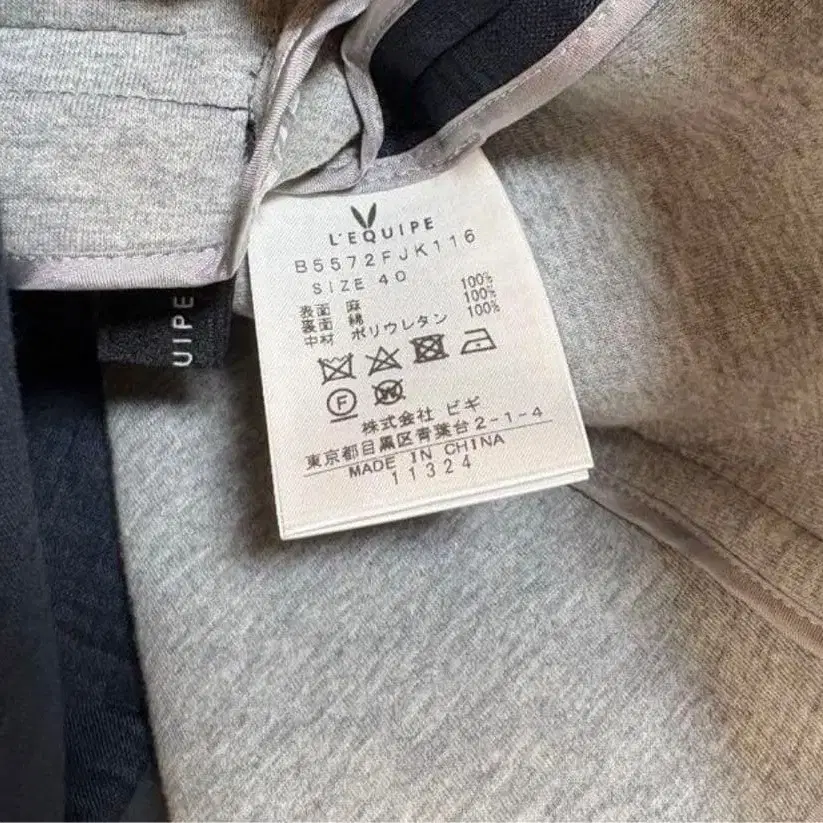 L'EQUIPE
B5572FJK116
SIZE 40
表面 麻 100%
裏面 綿 100%
中材 ポリウレタン 100%
F
W
株式会社 ビギ
東京都目黒区青葉台2-1-4
MADE IN CHINA
11324
UIPE